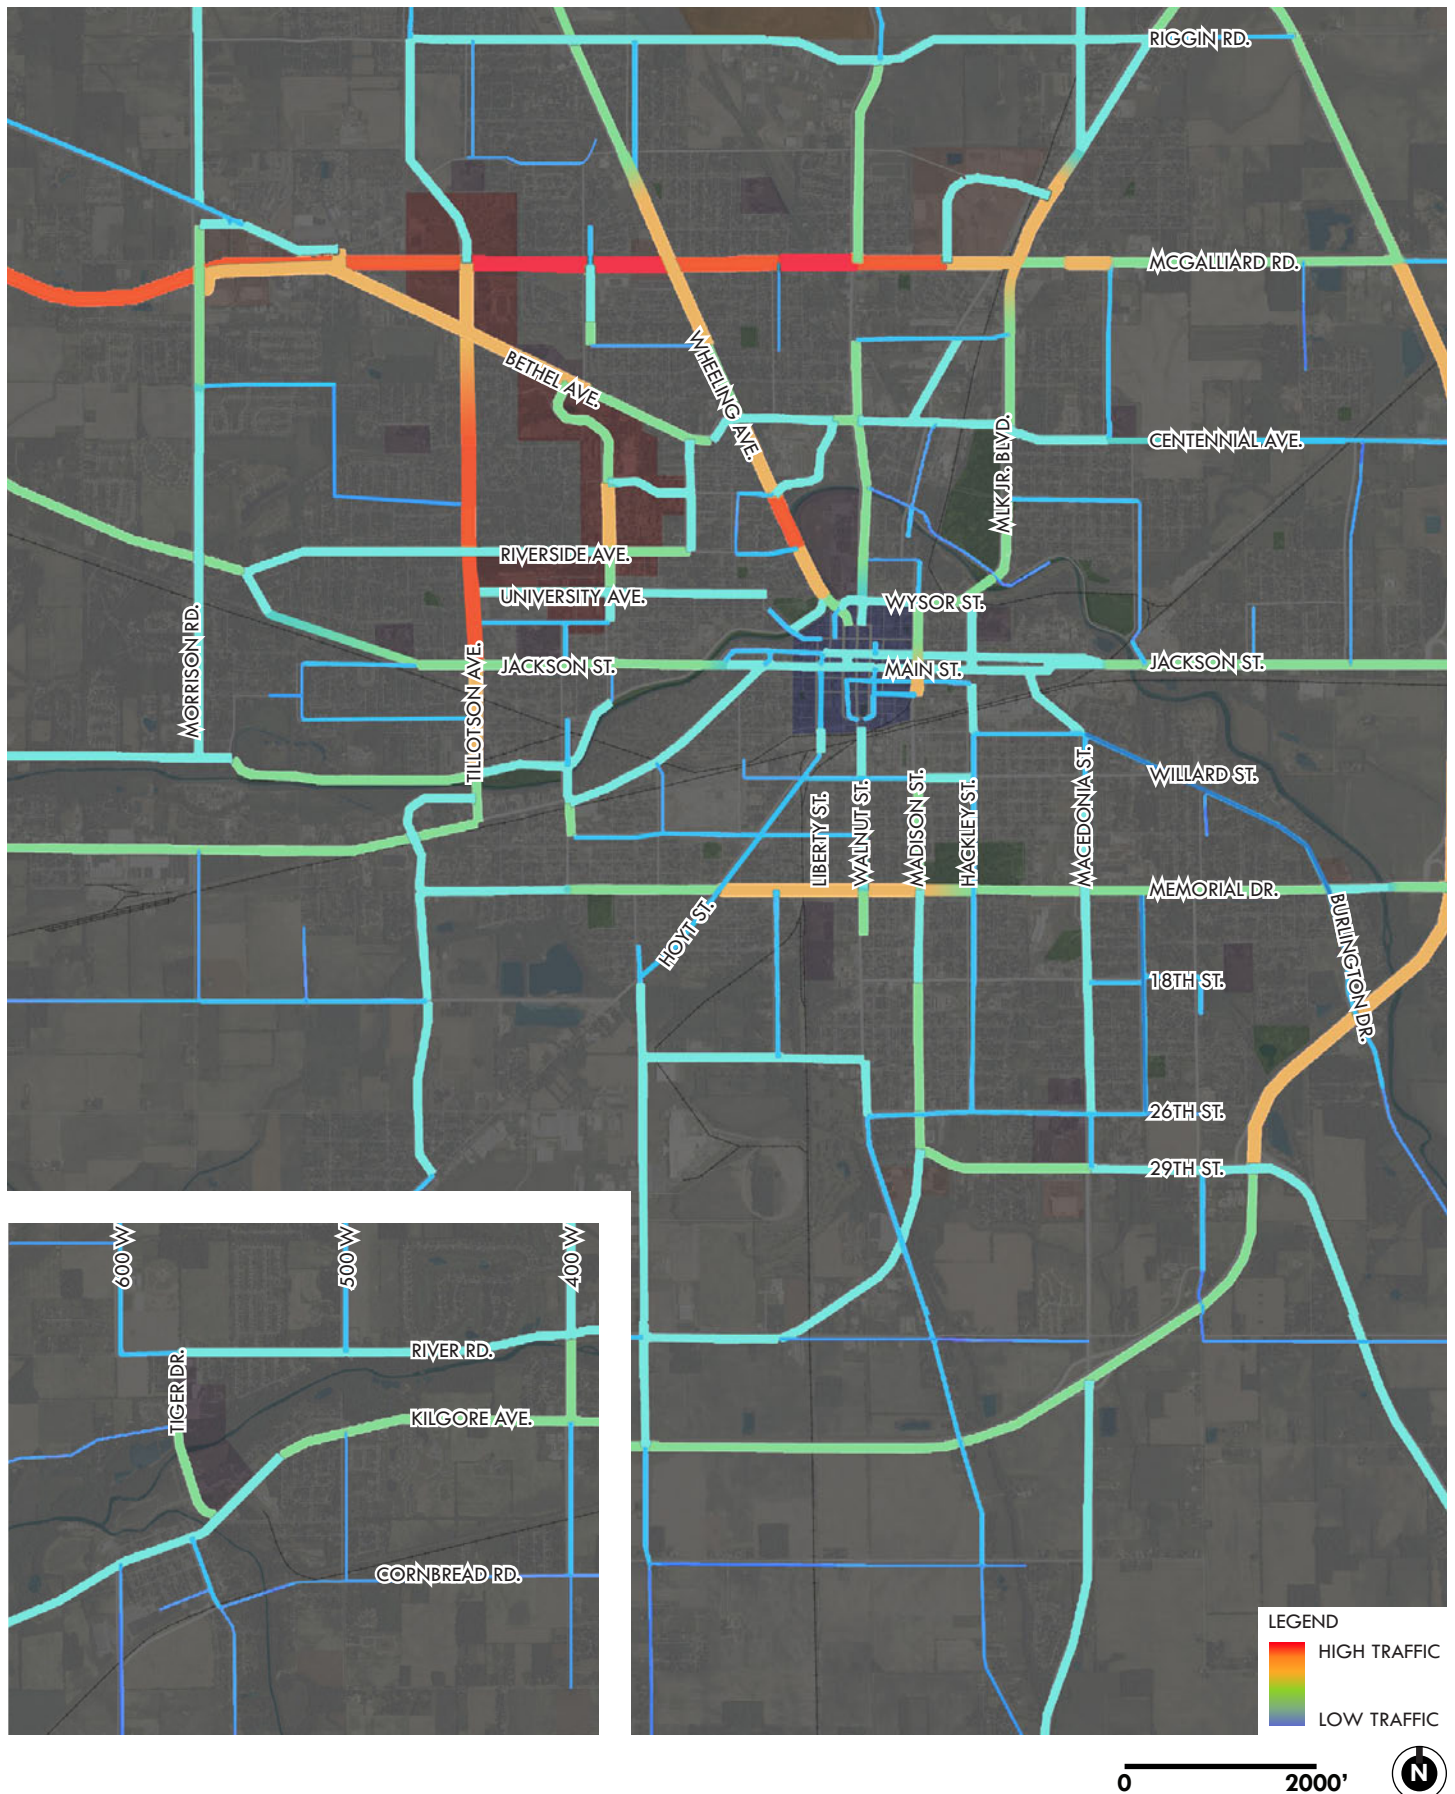 RIGGIN RD.
MCGALLIARD RD.
BETHEL AVE.
WHEELING AVE.
MLK JR. BLVD.
CENTENNIAL AVE.
RIVERSIDE AVE.
UNIVERSITY AVE.
WYSOR ST.
MORRISON RD.
TILLOTSON AVE.
JACKSON ST.
MAIN ST.
JACKSON ST.
WILLARD ST.
LIBERTY ST.
WALNUT ST.
MADISON ST.
HACKLEY ST.
MACEDONIA ST.
MEMORIAL DR.
HOYT ST.
BURLINGTON DR.
18TH ST.
26TH ST.
29TH ST.
600 W
500 W
400 W
RIVER RD.
TIGER DR.
KILGORE AVE.
CORNBREAD RD.
LEGEND
HIGH TRAFFIC
LOW TRAFFIC
0 2000'
N